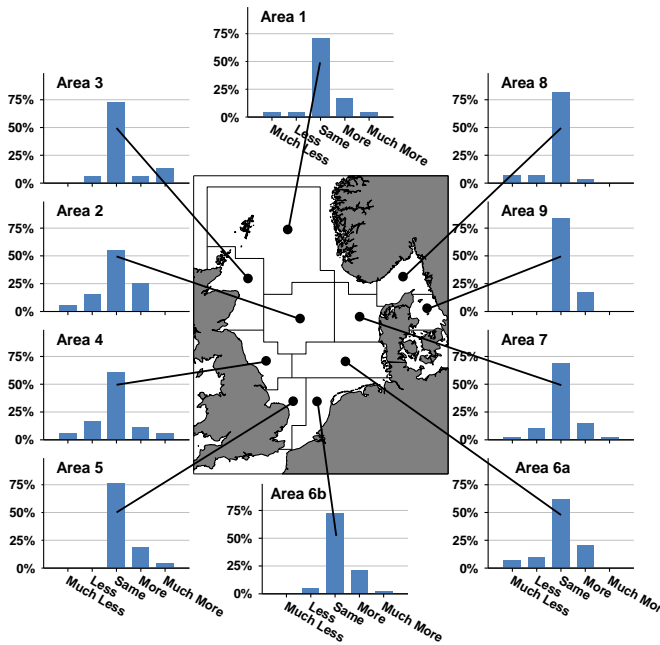 Area 1
75%
50%
25%
0%
Much Less
Less
Same
More
Much More
Area 3
75%
50%
25%
0%
Area 8
75%
50%
25%
0%
Area 2
75%
50%
25%
0%
Area 9
75%
50%
25%
0%
Area 4
75%
50%
25%
0%
Area 7
75%
50%
25%
0%
Area 5
75%
50%
25%
0%
Much Less
Less
Same
More
Much More
Area 6b
75%
50%
25%
0%
Much Less
Less
Same
More
Much More
Area 6a
75%
50%
25%
0%
Much Less
Less
Same
More
Much Mor